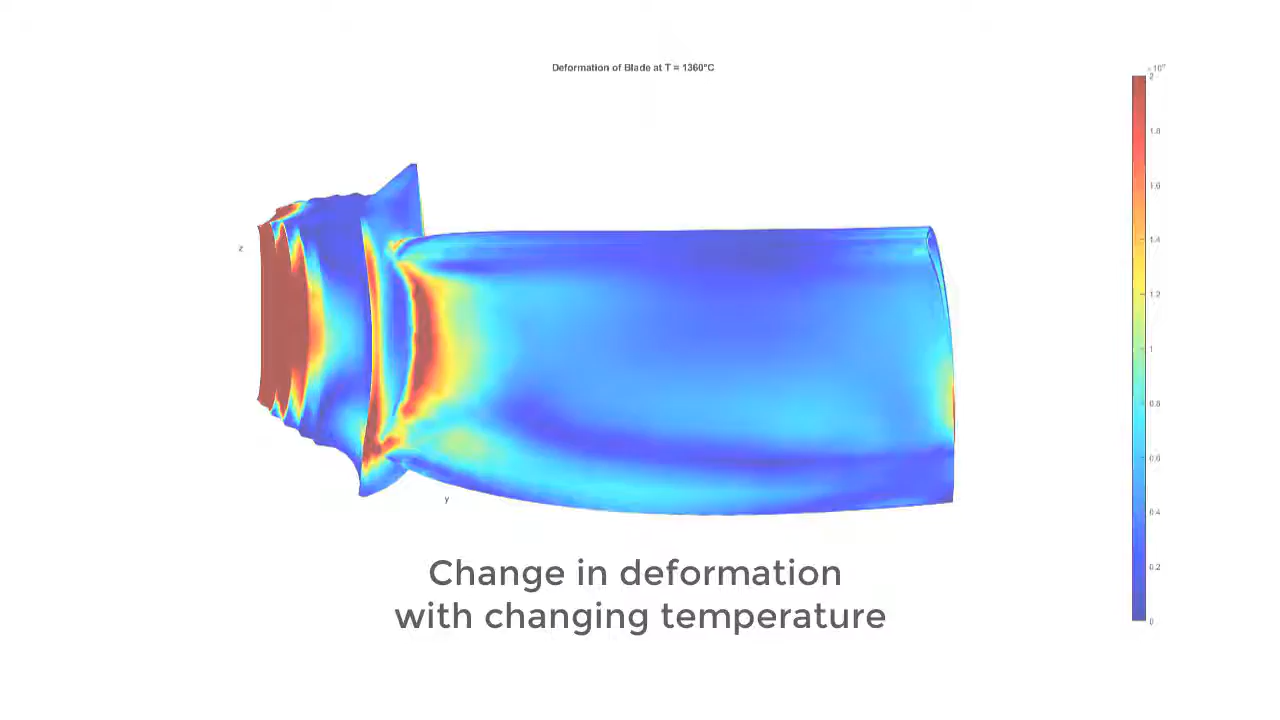 Deformation of Blade at T = 1360°C
2
1.8
1.6
1.4
1.2
1
0.8
0.6
0.4
0.2
0
z
y
Change in deformation
with changing temperature